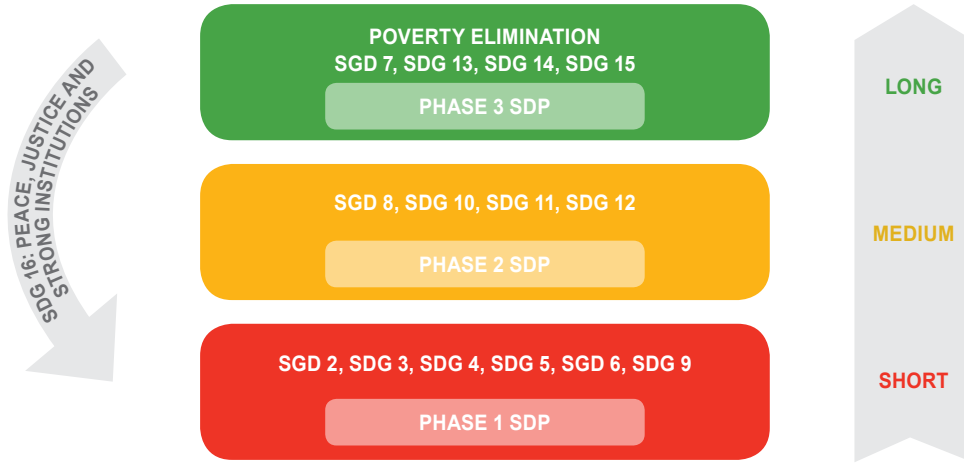 SDG 16: PEACE, JUSTICE AND
STRONG INSTITUTIONS
POVERTY ELIMINATION
SGD 7, SDG 13, SDG 14, SDG 15
PHASE 3 SDP
LONG
SGD 8, SDG 10, SDG 11, SDG 12
PHASE 2 SDP
MEDIUM
SGD 2, SDG 3, SDG 4, SDG 5, SGD 6, SDG 9
PHASE 1 SDP
SHORT